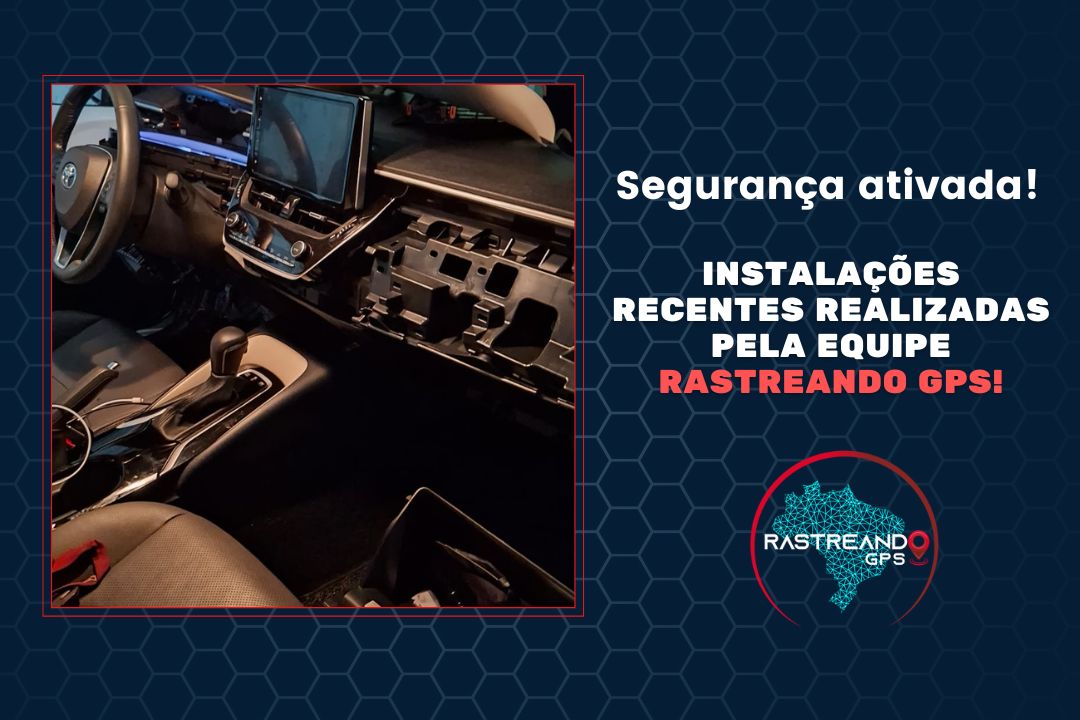 Segurança ativada!
INSTALAÇÕES
RECENTES REALIZADAS
PELA EQUIPE
RASTREANDO GPS!
RASTREANDO
GPS